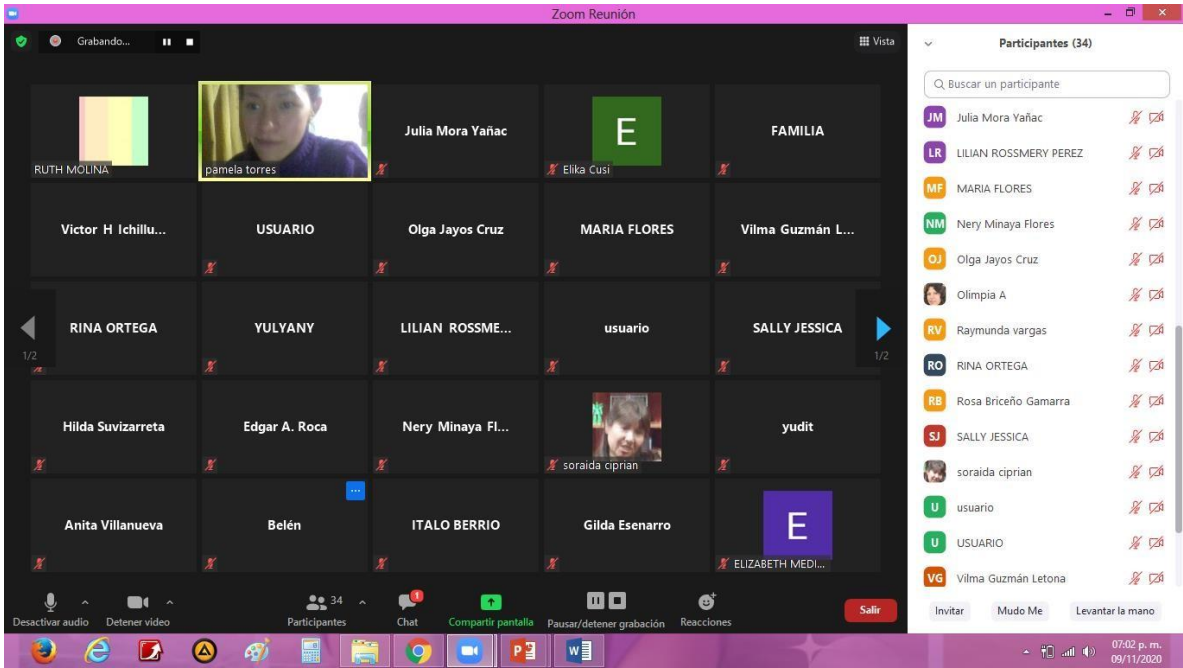 Zoom Reunión
Grabando...
Vista
RUTH MOLINA
pamela torres
Julia Mora Yañac
E
Elika Cusi
FAMILIA
Victor H Ichillu...
USUARIO
Olga Jayos Cruz
MARIA FLORES
Vilma Guzmán L...
RINA ORTEGA
YULYANY
LILIAN ROSSME...
usuario
SALLY JESSICA
1/2
1/2
Hilda Suvizarreta
Edgar A. Roca
Nery Minaya Fl...
soraida ciprian
yudit
Anita Villanueva
Belén
ITALO BERRIO
Gilda Esenarro
E
ELIZABETH MEDI...
Desactivar audio
Detener video
34
Participantes
1
Chat
Compartir pantalla
Pausar/detener grabación
Reacciones
Salir
Participantes (34)
Buscar un participante
JM Julia Mora Yañac
LR LILIAN ROSSMERY PEREZ
MF MARIA FLORES
NM Nery Minaya Flores
OJ Olga Jayos Cruz
Olimpia A
RV Raymunda vargas
RO RINA ORTEGA
RB Rosa Briceño Gamarra
SJ SALLY JESSICA
soraida ciprian
U usuario
U USUARIO
VG Vilma Guzmán Letona
Invitar
Mudo Me
Levantar la mano
07:02 p. m.
09/11/2020